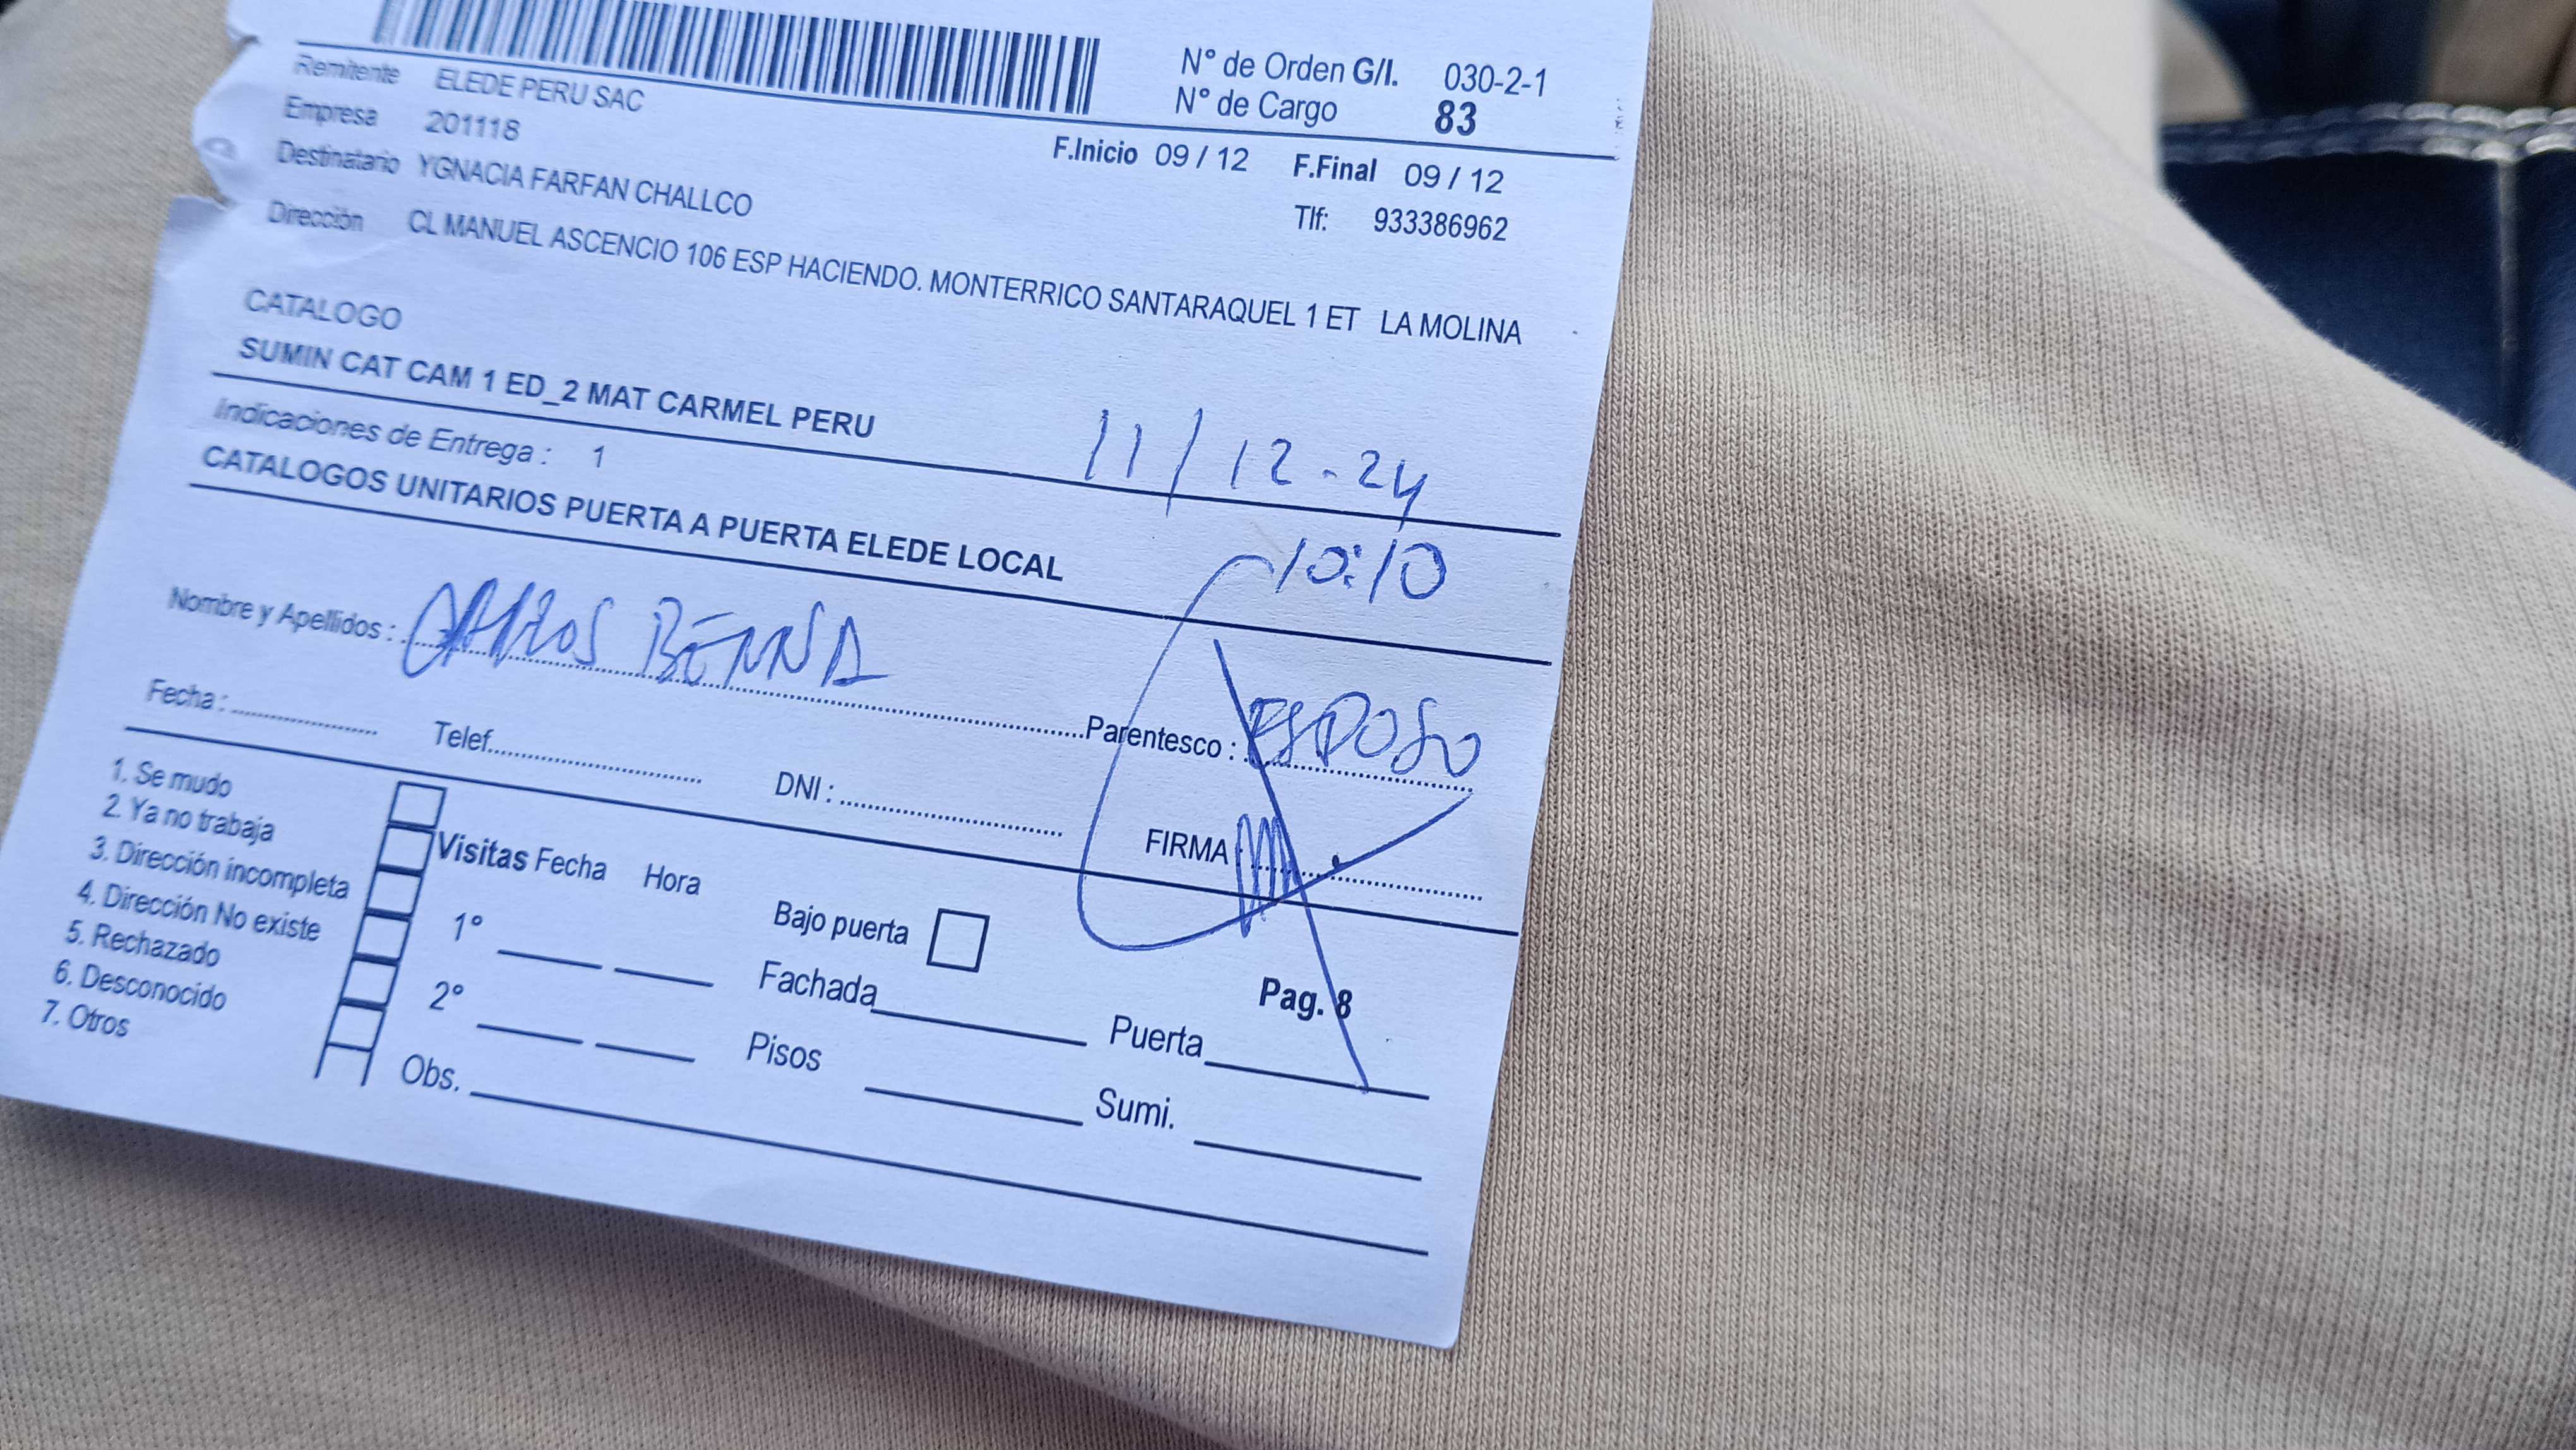 N° de Orden G/I. 030-2-1
N° de Cargo 83
Remitente ELEDE PERU SAC
Empresa 201118
F.Inicio 09 / 12 F.Final 09 / 12
Destinatario YGNACIA FARFAN CHALLCO
Tlf: 933386962
Dirección CL MANUEL ASCENCIO 106 ESP HACIENDO. MONTERRICO SANTARAQUEL 1 ET LA MOLINA
CATALOGO
SUMIN CAT CAM 1 ED_2 MAT CARMEL PERU
11/12-24
Indicaciones de Entrega : 1
CATALOGOS UNITARIOS PUERTA A PUERTA ELEDE LOCAL
10:10
Nombre y Apellidos : CARLOS
Parentesco : ESPOSO
Fecha :
Telef.
DNI :
FIRMA :
1. Se mudo
2. Ya no trabaja
3. Dirección incompleta
4. Dirección No existe
5. Rechazado
6. Desconocido
7. Otros
Visitas Fecha Hora
1°
2°
Obs.
Bajo puerta
Fachada
Pisos
Pag. 8
Puerta
Sumi.